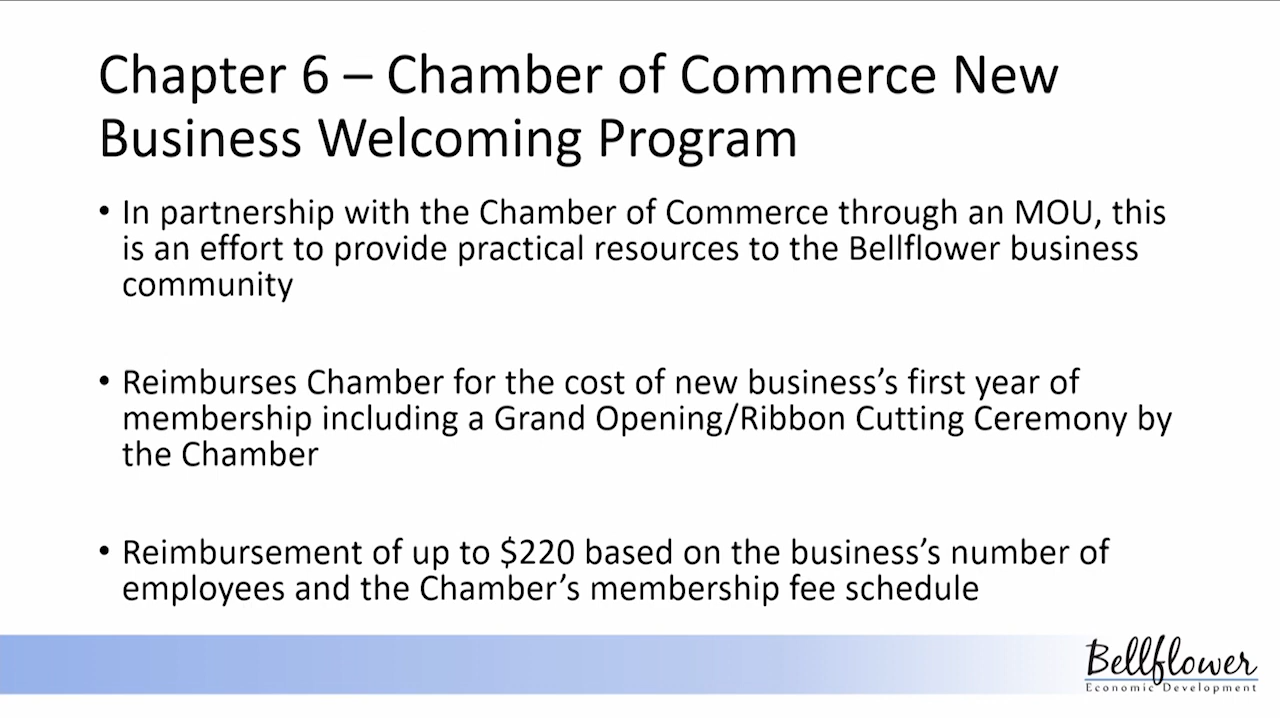 Chapter 6 – Chamber of Commerce New
Business Welcoming Program
• In partnership with the Chamber of Commerce through an MOU, this
is an effort to provide practical resources to the Bellflower business
community
• Reimburses Chamber for the cost of new business’s first year of
membership including a Grand Opening/Ribbon Cutting Ceremony by
the Chamber
• Reimbursement of up to $220 based on the business’s number of
employees and the Chamber’s membership fee schedule
Bellflower
Economic Development